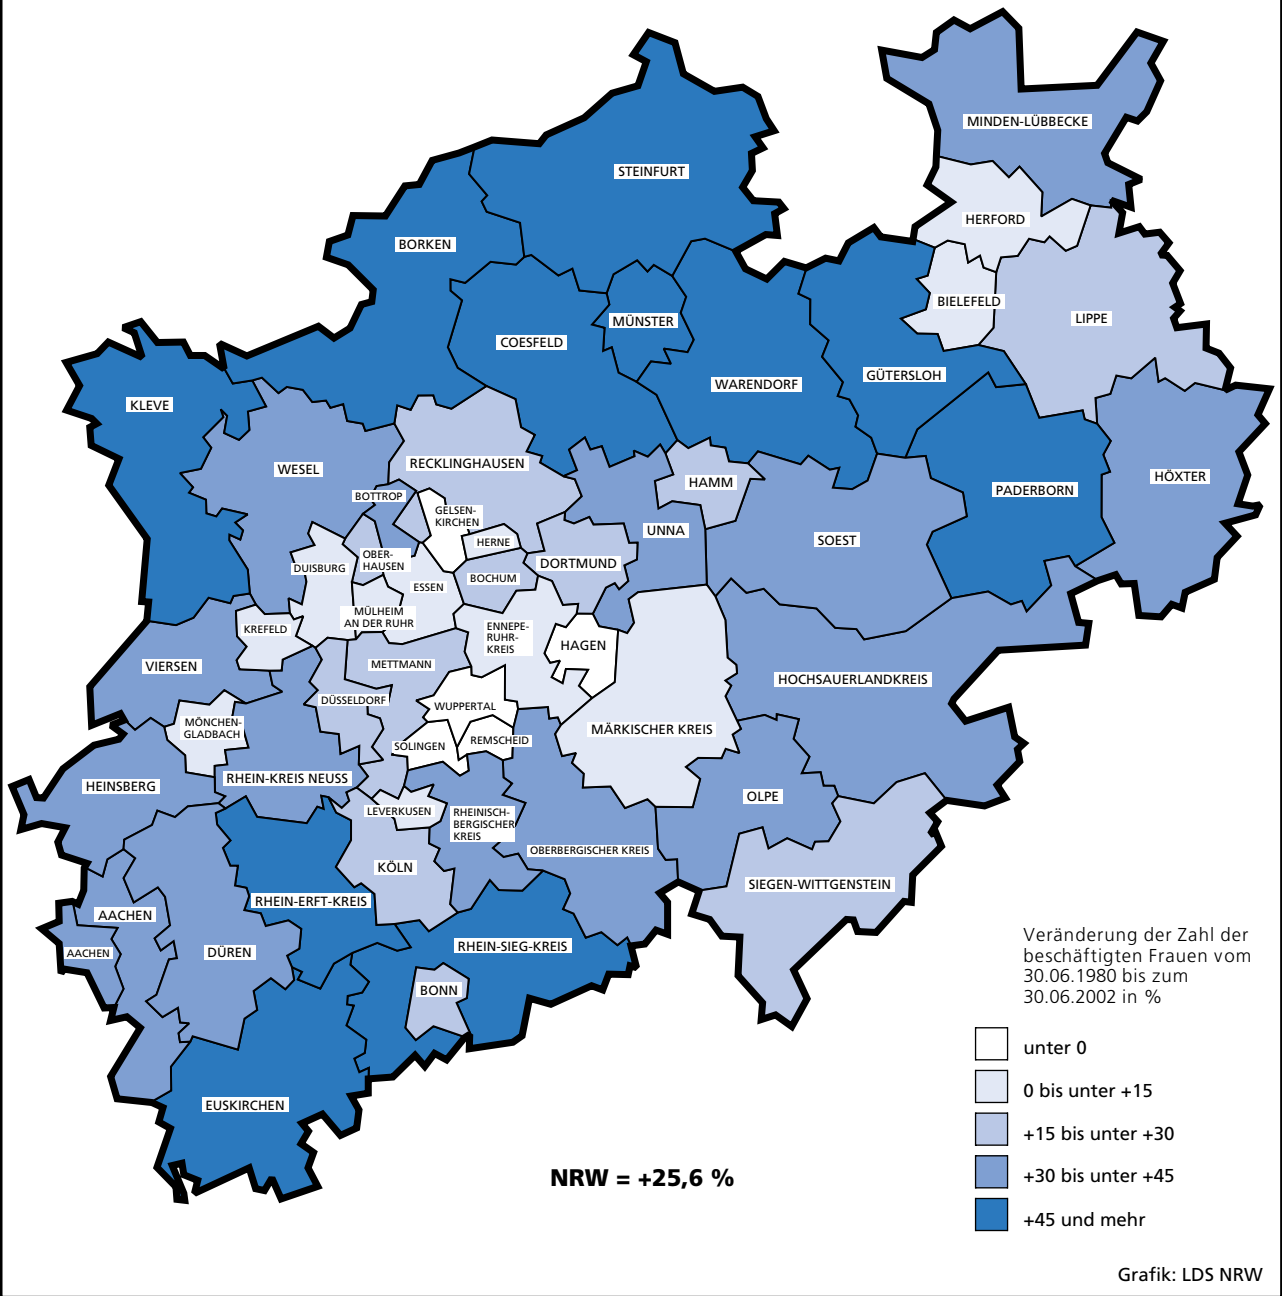 MINDEN-LÜBBECKE
STEINFURT
HERFORD
BORKEN
BIELEFELD
LIPPE
MÜNSTER
COESFELD
GÜTERSLOH
WARENDORF
KLEVE
RECKLINGHAUSEN
WESEL
HÖXTER
HAMM
PADERBORN
BOTTROP
GELSEN-
KIRCHEN
UNNA
SOEST
HERNE
OBER-
HAUSEN
DORTMUND
DUISBURG
BOCHUM
ESSEN
MÜLHEIM
AN DER RUHR
KREFELD
ENNEPE-
RUHR-
KREIS
HAGEN
VIERSEN
METTMANN
HOCHSAUERLANDKREIS
DÜSSELDORF
WUPPERTAL
MÖNCHEN-
GLADBACH
MÄRKISCHER KREIS
SOLINGEN
REMSCHEID
RHEIN-KREIS NEUSS
HEINSBERG
OLPE
LEVERKUSEN
RHEINISCH-
BERGISCHER
KREIS
OBERBERGISCHER KREIS
KÖLN
SIEGEN-WITTGENSTEIN
RHEIN-ERFT-KREIS
AACHEN
RHEIN-SIEG-KREIS
AACHEN
DÜREN
BONN
EUSKIRCHEN
Veränderung der Zahl der
beschäftigten Frauen vom
30.06.1980 bis zum
30.06.2002 in %
unter 0
0 bis unter +15
+15 bis unter +30
+30 bis unter +45
+45 und mehr
NRW = +25,6 %
Grafik: LDS NRW